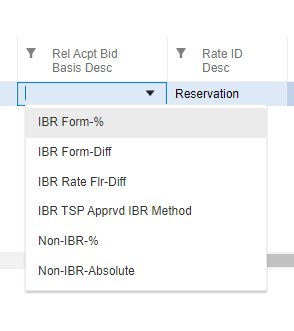 Rel Acpt Bid Rate ID
Basis Desc Desc
Reservation
IBR Form-%
IBR Form-Diff
IBR Rate Flr-Diff
IBR TSP Apprvd IBR Method
Non-IBR-%
Non-IBR-Absolute